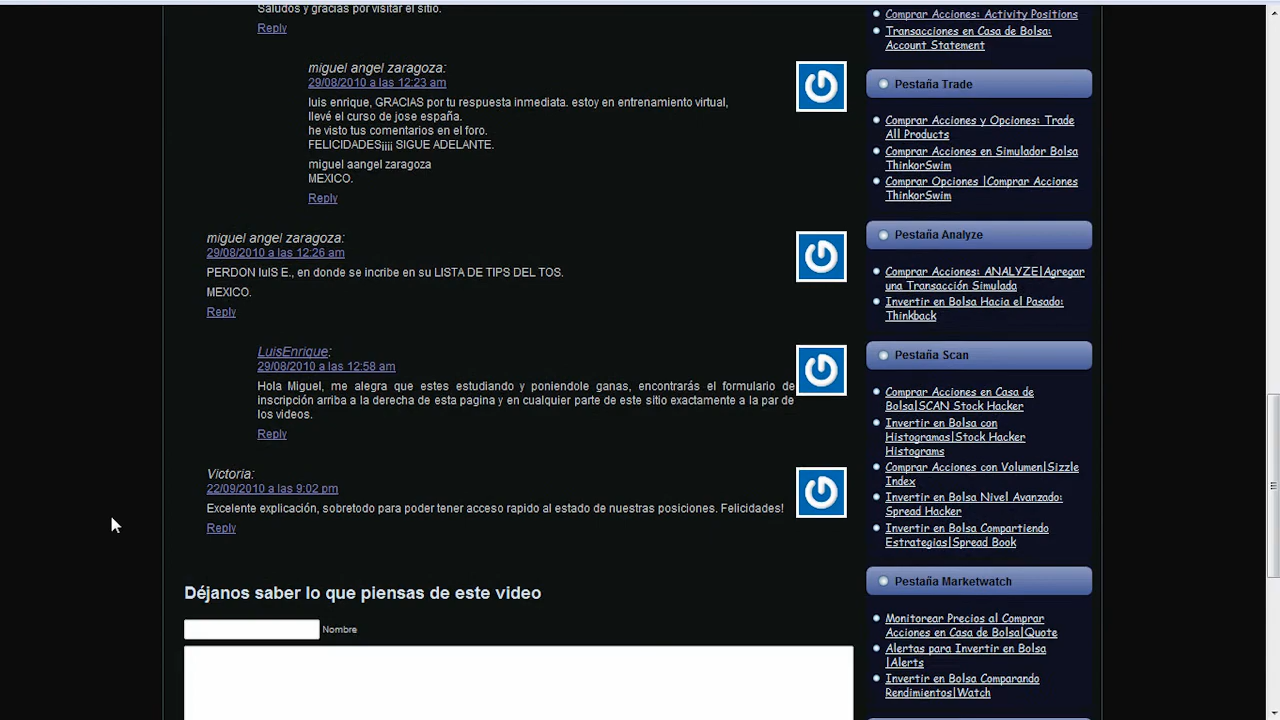 Saludos y gracias por visitar el sitio.
Reply
miguel angel zaragoza:
29/08/2010 a las 12:23 am
luis enrique, GRACIAS por tu respuesta inmediata. estoy en entrenamiento virtual,
llevé el curso de jose españa.
he visto tus comentarios en el foro.
FELICIDADES¡¡¡¡ SIGUE ADELANTE.
miguel aangel zaragoza
MEXICO.
Reply
miguel angel zaragoza:
29/08/2010 a las 12:26 am
PERDON luIS E., en donde se incribe en su LISTA DE TIPS DEL TOS.
MEXICO.
Reply
LuisEnrique:
29/08/2010 a las 12:58 am
Hola Miguel, me alegra que estes estudiando y poniendole ganas, encontrarás el formulario de
inscripción arriba a la derecha de esta pagina y en cualquier parte de este sitio exactamente a la par de
los videos.
Reply
Victoria:
22/09/2010 a las 9:02 pm
Excelente explicación, sobretodo para poder tener acceso rapido al estado de nuestras posiciones. Felicidades!
Reply
Déjanos saber lo que piensas de este video
Nombre
Comprar Acciones: Activity Positions
Transacciones en Casa de Bolsa:
Account Statement
Pestaña Trade
Comprar Acciones y Opciones: Trade
All Products
Comprar Acciones en Simulador Bolsa
ThinkorSwim
Comprar Opciones |Comprar Acciones
ThinkorSwim
Pestaña Analyze
Comprar Acciones: ANALYZE|Agregar
una Transacción Simulada
Invertir en Bolsa Hacia el Pasado:
Thinkback
Pestaña Scan
Comprar Acciones en Casa de
Bolsa|SCAN Stock Hacker
Invertir en Bolsa con
Histogramas|Stock Hacker
Histograms
Comprar Acciones con Volumen|Sizzle
Index
Invertir en Bolsa Nivel Avanzado:
Spread Hacker
Invertir en Bolsa Compartiendo
Estrategias|Spread Book
Pestaña Marketwatch
Monitorear Precios al Comprar
Acciones en Casa de Bolsa|Quote
Alertas para Invertir en Bolsa
|Alerts
Invertir en Bolsa Comparando
Rendimientos|Watch